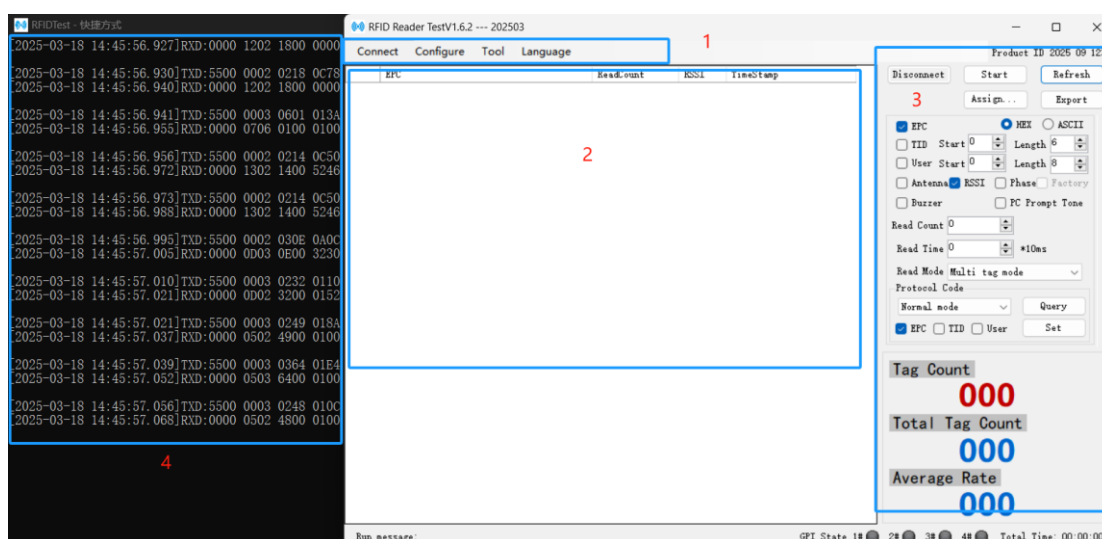 RFIDTest - 快捷方式
[2025-03-18 14:45:56.927]RXD:0000 1202 1800 0000
[2025-03-18 14:45:56.930]TXD:5500 0002 0218 0C78
[2025-03-18 14:45:56.940]RXD:0000 1202 1800 0000
[2025-03-18 14:45:56.941]TXD:5500 0003 0601 013A
[2025-03-18 14:45:56.955]RXD:0000 0706 0100 0100
[2025-03-18 14:45:56.956]TXD:5500 0002 0214 0C50
[2025-03-18 14:45:56.972]RXD:0000 1302 1400 5246
[2025-03-18 14:45:56.973]TXD:5500 0002 0214 0C50
[2025-03-18 14:45:56.988]RXD:0000 1302 1400 5246
[2025-03-18 14:45:56.995]TXD:5500 0002 030E 0A0C
[2025-03-18 14:45:57.005]RXD:0000 0D03 0E00 3230
[2025-03-18 14:45:57.010]TXD:5500 0003 0232 0110
[2025-03-18 14:45:57.021]RXD:0000 0D02 3200 0152
[2025-03-18 14:45:57.021]TXD:5500 0003 0249 018A
[2025-03-18 14:45:57.037]RXD:0000 0502 4900 0100
[2025-03-18 14:45:57.039]TXD:5500 0003 0364 01E4
[2025-03-18 14:45:57.052]RXD:0000 0503 6400 0100
[2025-03-18 14:45:57.056]TXD:5500 0003 0248 010C
[2025-03-18 14:45:57.068]RXD:0000 0502 4800 0100
4
RFID Reader TestV1.6.2 --- 202503
Connect Configure Tool Language
1
EPC ReadCount RSSI TimeStamp
2
Product ID 2025 09 12
Disconnect Start Refresh
3 Assign... Export
EPC HEX ASCII
TID Start 0 Length 6
User Start 0 Length 8
Antenna RSSI Phase Factory
Buzzer PC Prompt Tone
Read Count 0
Read Time 0 *10ms
Read Mode Multi tag mode
Protocol Code
Normal mode Query
EPC TID User Set
Tag Count
000
Total Tag Count
000
Average Rate
000
Run message: GPI State 1# 2# 3# 4# Total Time: 00:00:00